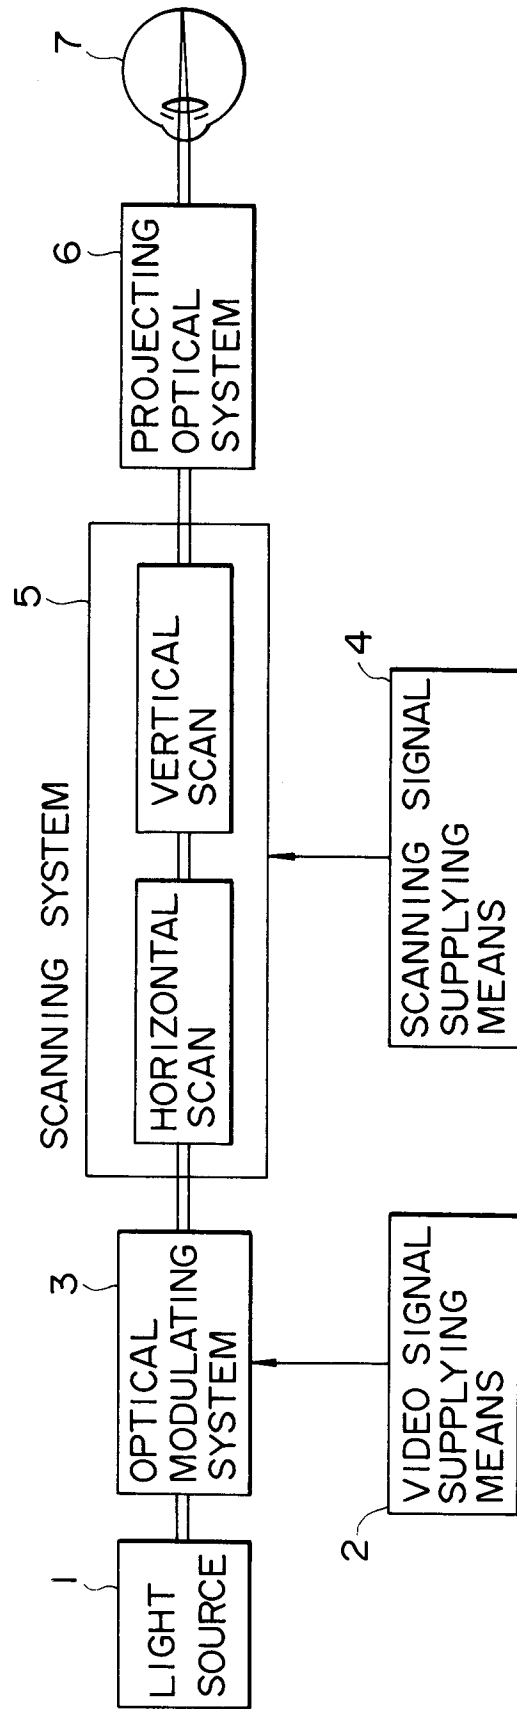 1
LIGHT
SOURCE
3
OPTICAL
MODULATING
SYSTEM
2
VIDEO SIGNAL
SUPPLYING
MEANS
SCANNING SYSTEM
5
HORIZONTAL
SCAN
VERTICAL
SCAN
4
SCANNING SIGNAL
SUPPLYING
MEANS
6
PROJECTING
OPTICAL
SYSTEM
7